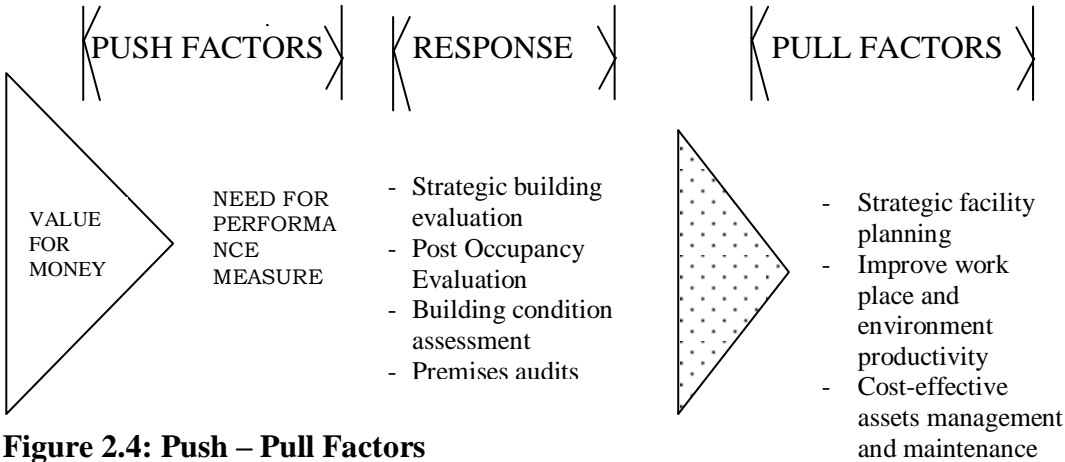 PUSH FACTORS
RESPONSE
PULL FACTORS
VALUE
FOR
MONEY
NEED FOR
PERFORMA
NCE
MEASURE
- Strategic building
evaluation
- Post Occupancy
Evaluation
- Building condition
assessment
- Premises audits
- Strategic facility
planning
- Improve work
place and
environment
productivity
- Cost-effective
assets management
and maintenance
Figure 2.4: Push – Pull Factors